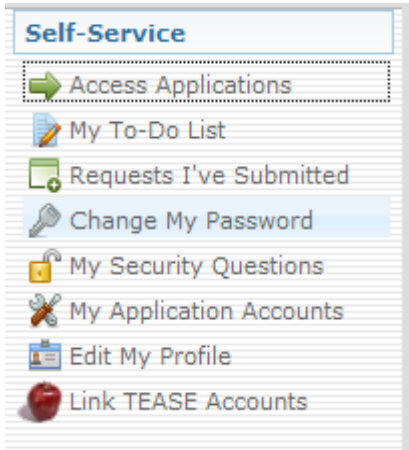 Self-Service
Access Applications
My To-Do List
Requests I've Submitted
Change My Password
My Security Questions
My Application Accounts
Edit My Profile
Link TEASE Accounts